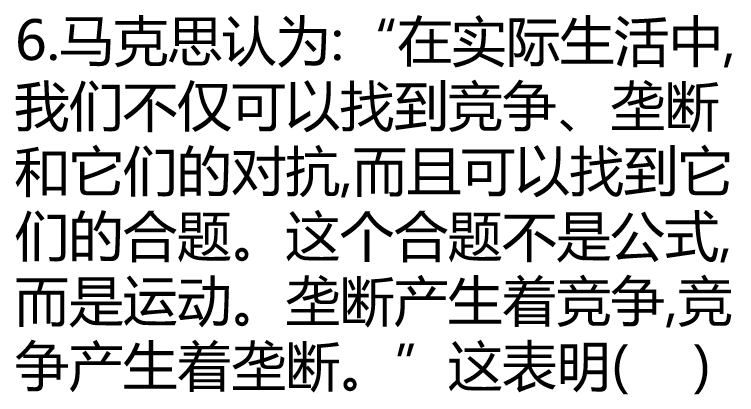 6.马克思认为:“在实际生活中,
我们不仅可以找到竞争、垄断
和它们的对抗,而且可以找到它
们的合题。这个合题不是公式,
而是运动。垄断产生着竞争,竞
争产生着垄断。”这表明(  )